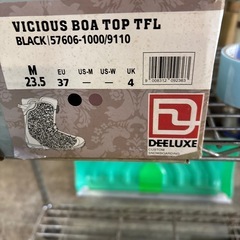 VICIOUS BOA TOP TFL
BLACK|57606-1000/9110
M EU US-M US-W UK
23.5 37 — — 4
DEELUXE